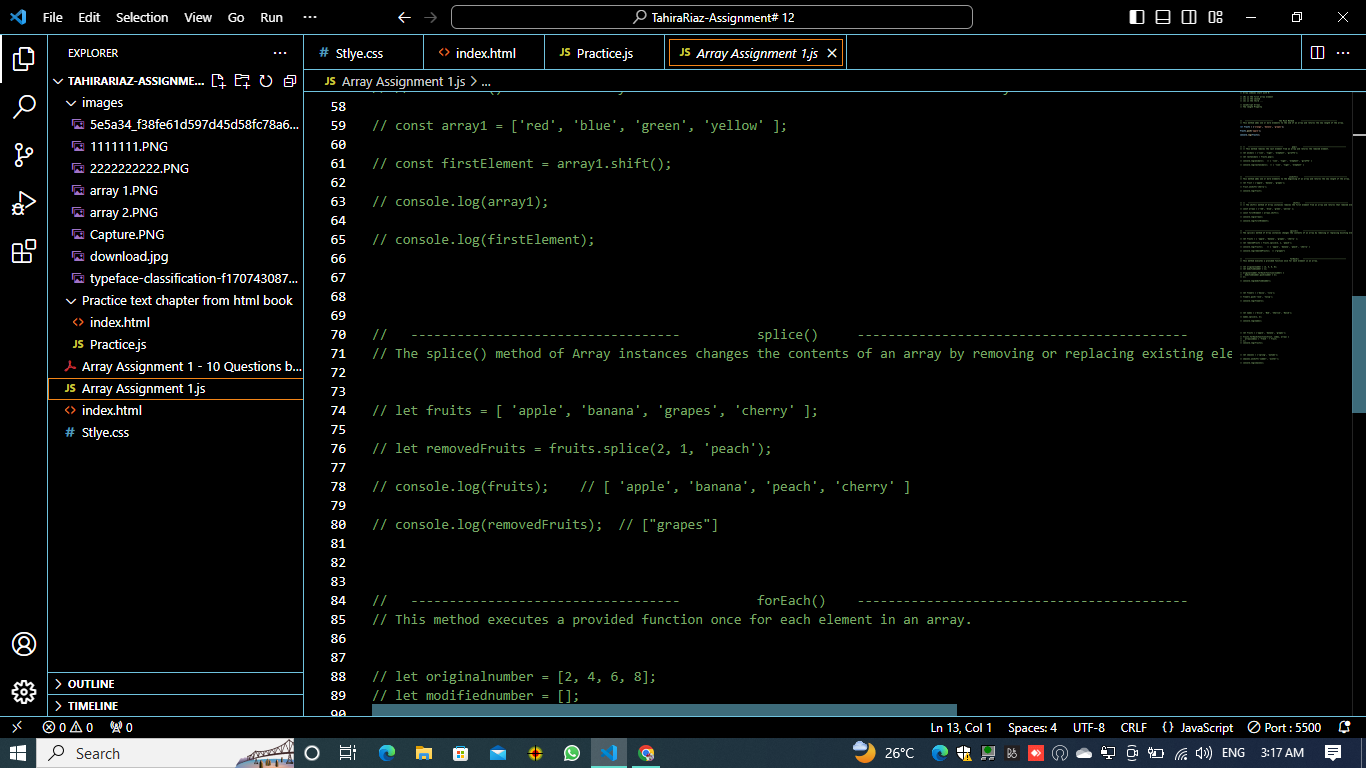 File Edit Selection View Go Run ···
TahiraRiaz-Assignment# 12
EXPLORER ···
# Stlye.css
<> index.html
JS Practice.js
JS Array Assignment 1.js
TAHIRARIAZ-ASSIGNME...
JS Array Assignment 1.js > ...
images
5e5a34_f38fe61d597d45d58fc78a6...
1111111.PNG
2222222222.PNG
array 1.PNG
array 2.PNG
Capture.PNG
download.jpg
typeface-classification-f170743087...
Practice text chapter from html book
<> index.html
JS Practice.js
Array Assignment 1 - 10 Questions b...
JS Array Assignment 1.js
<> index.html
# Stlye.css
OUTLINE
TIMELINE
58
59 // const array1 = ['red', 'blue', 'green', 'yellow' ];
60
61 // const firstElement = array1.shift();
62
63 // console.log(array1);
64
65 // console.log(firstElement);
66
67
68
69
70 // ----------------------------------- splice() -------------------------------------------
71 // The splice() method of Array instances changes the contents of an array by removing or replacing existing ele
72
73
74 // let fruits = [ 'apple', 'banana', 'grapes', 'cherry' ];
75
76 // let removedFruits = fruits.splice(2, 1, 'peach');
77
78 // console.log(fruits); // [ 'apple', 'banana', 'peach', 'cherry' ]
79
80 // console.log(removedFruits); // ["grapes"]
81
82
83
84 // ----------------------------------- forEach() -------------------------------------------
85 // This method executes a provided function once for each element in an array.
86
87
88 // let originalnumber = [2, 4, 6, 8];
89 // let modifiednumber = [];
90
0 0 0
Ln 13, Col 1 Spaces: 4 UTF-8 CRLF {} JavaScript Port : 5500
Search
26°C ENG 3:17 AM